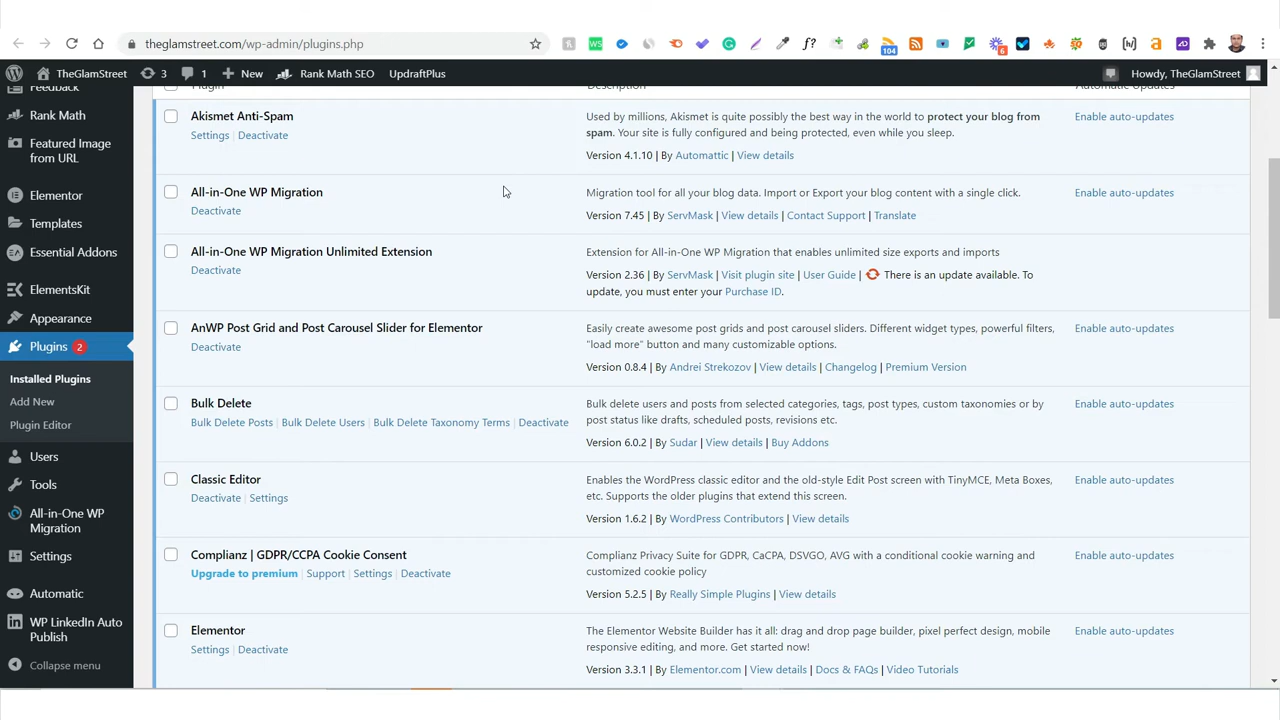 theglamstreet.com/wp-admin/plugins.php
104
6
TheGlamStreet
3
1
New
Rank Math SEO
UpdraftPlus
Howdy, TheGlamStreet
Feedback
Rank Math
Featured Image
from URL
Elementor
Templates
Essential Addons
ElementsKit
Appearance
Plugins 2
Installed Plugins
Add New
Plugin Editor
Users
Tools
All-in-One WP
Migration
Settings
Automatic
WP LinkedIn Auto
Publish
Collapse menu
Plugin
Description
Automatic Updates
Akismet Anti-Spam
Settings | Deactivate
Used by millions, Akismet is quite possibly the best way in the world to protect your blog from
spam. Your site is fully configured and being protected, even while you sleep.
Version 4.1.10 | By Automattic | View details
Enable auto-updates
All-in-One WP Migration
Deactivate
Migration tool for all your blog data. Import or Export your blog content with a single click.
Version 7.45 | By ServMask | View details | Contact Support | Translate
Enable auto-updates
All-in-One WP Migration Unlimited Extension
Deactivate
Extension for All-in-One WP Migration that enables unlimited size exports and imports
Version 2.36 | By ServMask | Visit plugin site | User Guide | There is an update available. To
update, you must enter your Purchase ID.
AnWP Post Grid and Post Carousel Slider for Elementor
Deactivate
Easily create awesome post grids and post carousel sliders. Different widget types, powerful filters,
"load more" button and many customizable options.
Version 0.8.4 | By Andrei Strekozov | View details | Changelog | Premium Version
Enable auto-updates
Bulk Delete
Bulk Delete Posts | Bulk Delete Users | Bulk Delete Taxonomy Terms | Deactivate
Bulk delete users and posts from selected categories, tags, post types, custom taxonomies or by
post status like drafts, scheduled posts, revisions etc.
Version 6.0.2 | By Sudar | View details | Buy Addons
Enable auto-updates
Classic Editor
Deactivate | Settings
Enables the WordPress classic editor and the old-style Edit Post screen with TinyMCE, Meta Boxes,
etc. Supports the older plugins that extend this screen.
Version 1.6.2 | By WordPress Contributors | View details
Enable auto-updates
Complianz | GDPR/CCPA Cookie Consent
Upgrade to premium | Support | Settings | Deactivate
Complianz Privacy Suite for GDPR, CaCPA, DSVGO, AVG with a conditional cookie warning and
customized cookie policy
Version 5.2.5 | By Really Simple Plugins | View details
Enable auto-updates
Elementor
Settings | Deactivate
The Elementor Website Builder has it all: drag and drop page builder, pixel perfect design, mobile
responsive editing, and more. Get started now!
Version 3.3.1 | By Elementor.com | View details | Docs & FAQs | Video Tutorials
Enable auto-updates